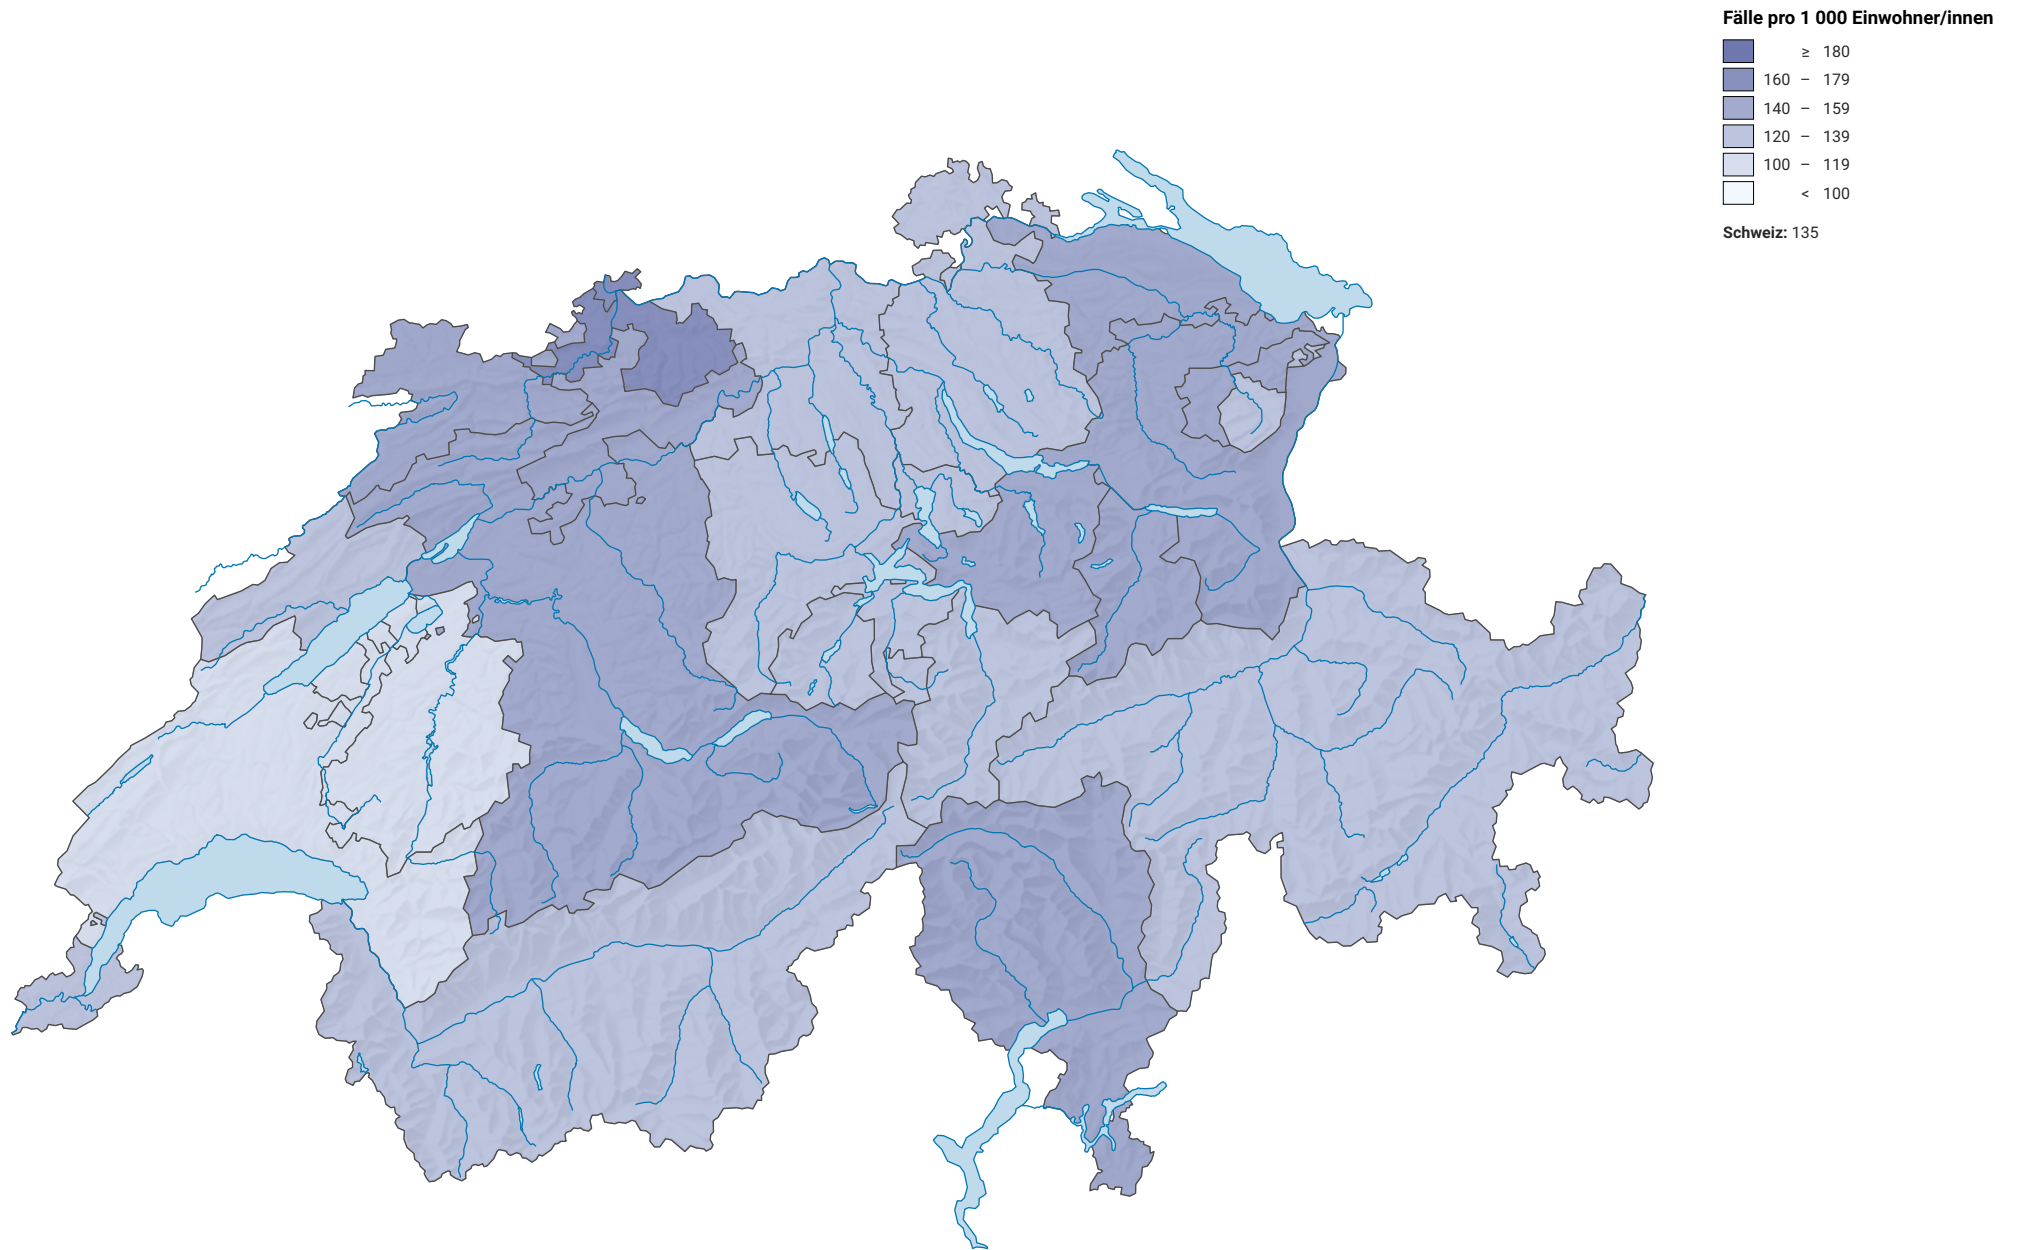 Fälle pro 1 000 Einwohner/innen
≥ 180
160 – 179
140 – 159
120 – 139
100 – 119
< 100
Schweiz: 135